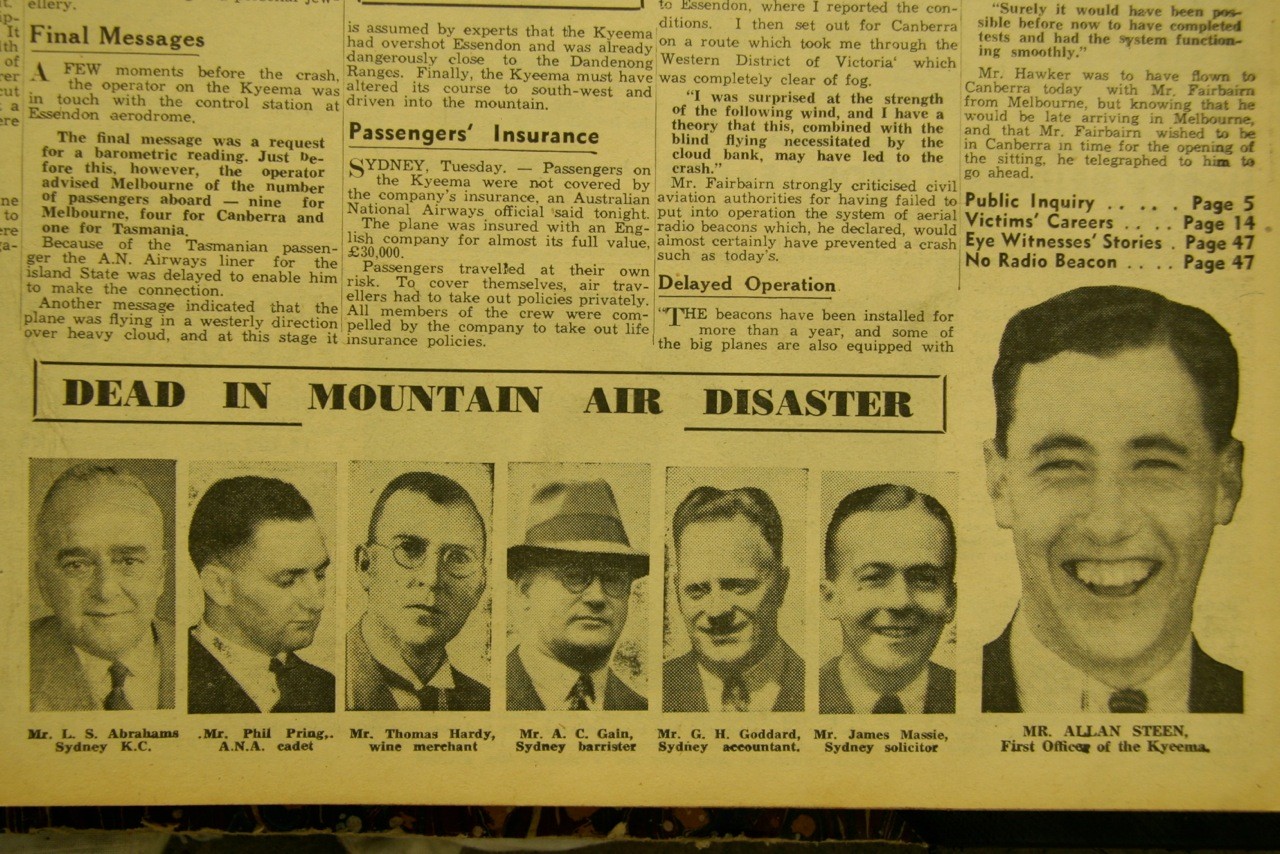 ellery.
It
of
a
Final Messages
A FEW moments before the crash,
the operator on the Kyeema was
in touch with the control station at
Essendon aerodrome.
The final message was a request
for a barometric reading. Just be-
fore this, however, the operator
advised Melbourne of the number
of passengers aboard — nine for
Melbourne, four for Canberra and
one for Tasmania.
Because of the Tasmanian passen-
ger the A.N. Airways liner for the
island State was delayed to enable him
to make the connection.
Another message indicated that the
plane was flying in a westerly direction
over heavy cloud, and at this stage it
is assumed by experts that the Kyeema
had overshot Essendon and was already
dangerously close to the Dandenong
Ranges. Finally, the Kyeema must have
altered its course to south-west and
driven into the mountain.
Passengers' Insurance
SYDNEY, Tuesday. — Passengers on
the Kyeema were not covered by
the company's insurance, an Australian
National Airways official said tonight.
The plane was insured with an Eng-
lish company for almost its full value,
£30,000.
Passengers travelled at their own
risk. To cover themselves, air trav-
ellers had to take out policies privately.
All members of the crew were com-
pelled by the company to take out life
insurance policies.
to Essendon, where I reported the con-
ditions. I then set out for Canberra
on a route which took me through the
Western District of Victoria' which
was completely clear of fog.
"I was surprised at the strength
of the following wind, and I have a
theory that this, combined with the
blind flying necessitated by the
cloud bank, may have led to the
crash."
Mr. Fairbairn strongly criticised civil
aviation authorities for having failed to
put into operation the system of aerial
radio beacons which, he declared, would
almost certainly have prevented a crash
such as today's.
Delayed Operation
"THE beacons have been installed for
more than a year, and some of
the big planes are also equipped with
"Surely it would have been pos-
sible before now to have completed
tests and had the system function-
ing smoothly."
Mr. Hawker was to have flown to
Canberra today with Mr. Fairbairn
from Melbourne, but knowing that he
would be late arriving in Melbourne,
and that Mr. Fairbairn wished to be
in Canberra in time for the opening of
the sitting, he telegraphed to him to
go ahead.
Public Inquiry . . . . . Page 5
Victims' Careers . . . . Page 14
Eye Witnesses' Stories . Page 47
No Radio Beacon . . . . Page 47
DEAD IN MOUNTAIN AIR DISASTER
Mr. L. S. Abrahams
Sydney K.C.
.Mr. Phil Pring,.
A.N.A. cadet
Mr. Thomas Hardy,
wine merchant
Mr. A. C. Gain,
Sydney barrister
Mr. G. H. Goddard,
Sydney accountant.
Mr. James Massie,
Sydney solicitor
MR. ALLAN STEEN,
First Officer of the Kyeema.